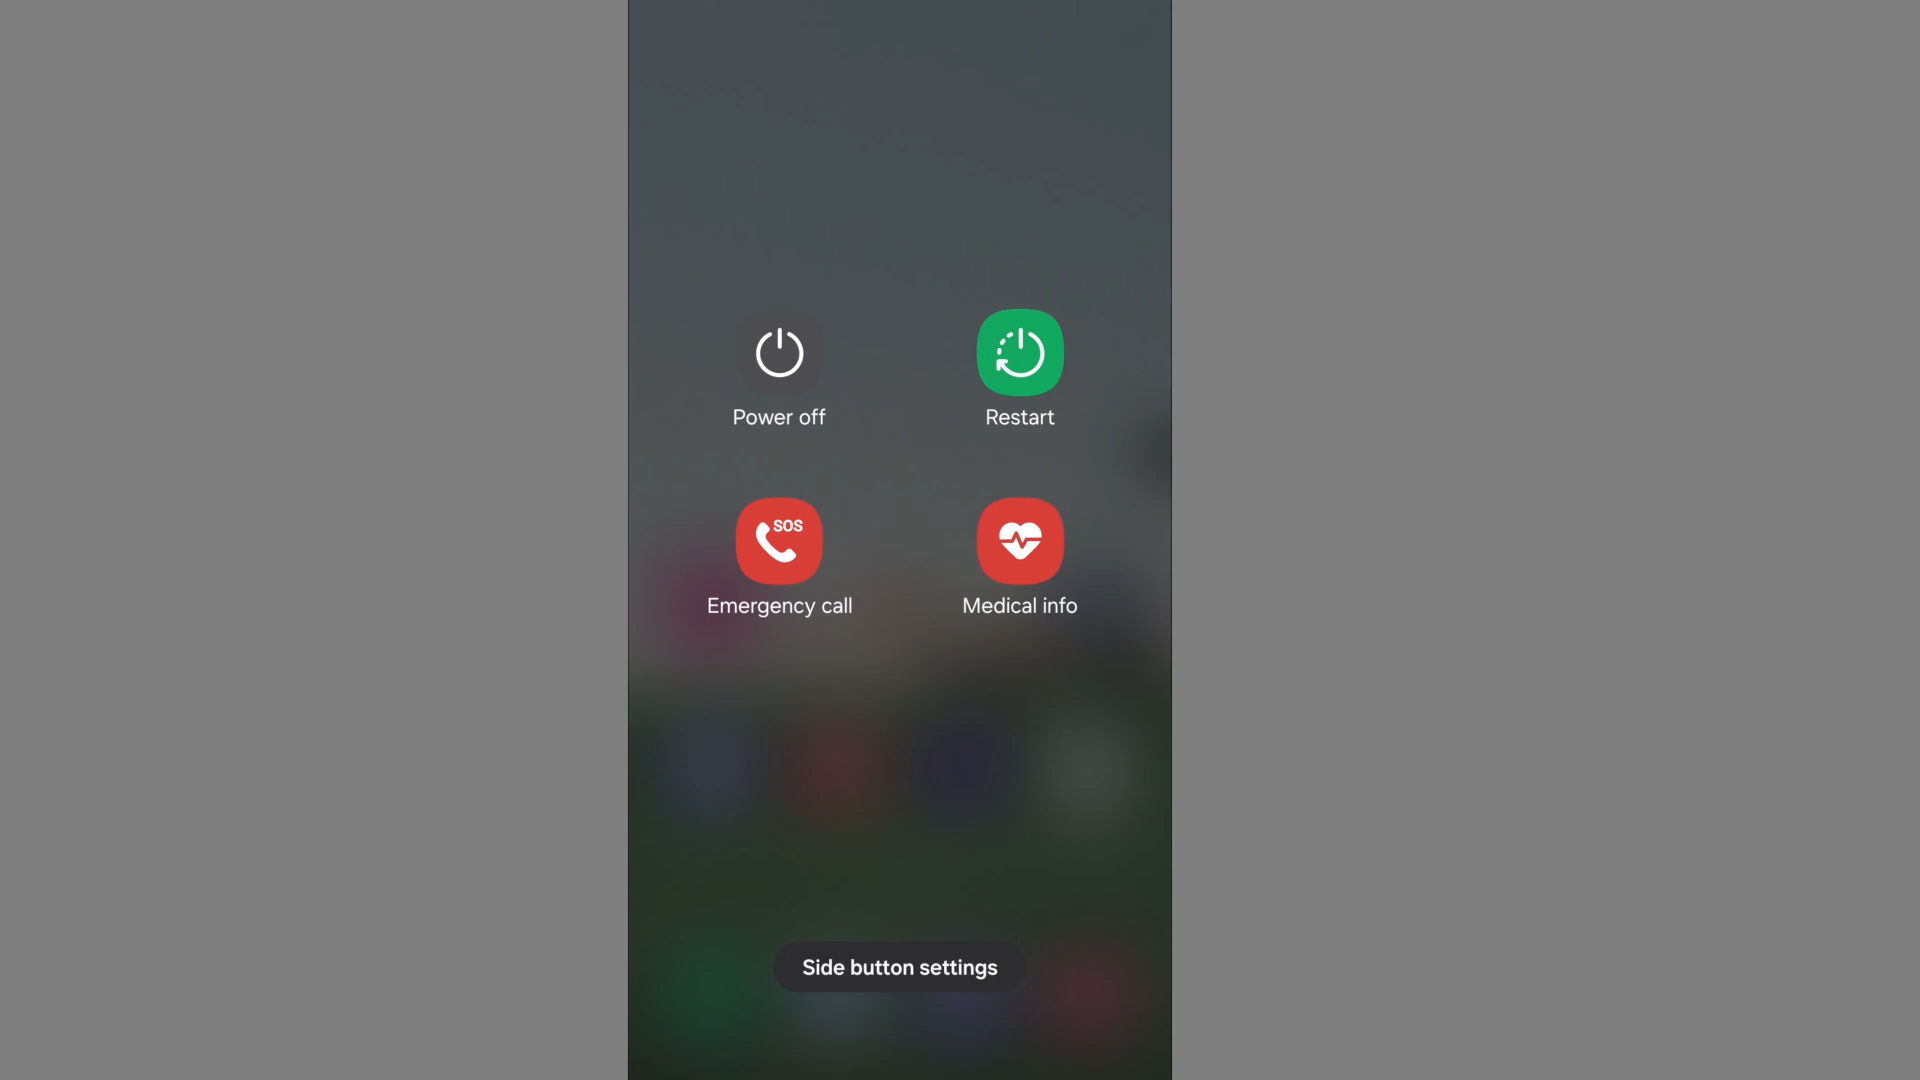 Power off
Restart
SOS
Emergency call
Medical info
Side button settings